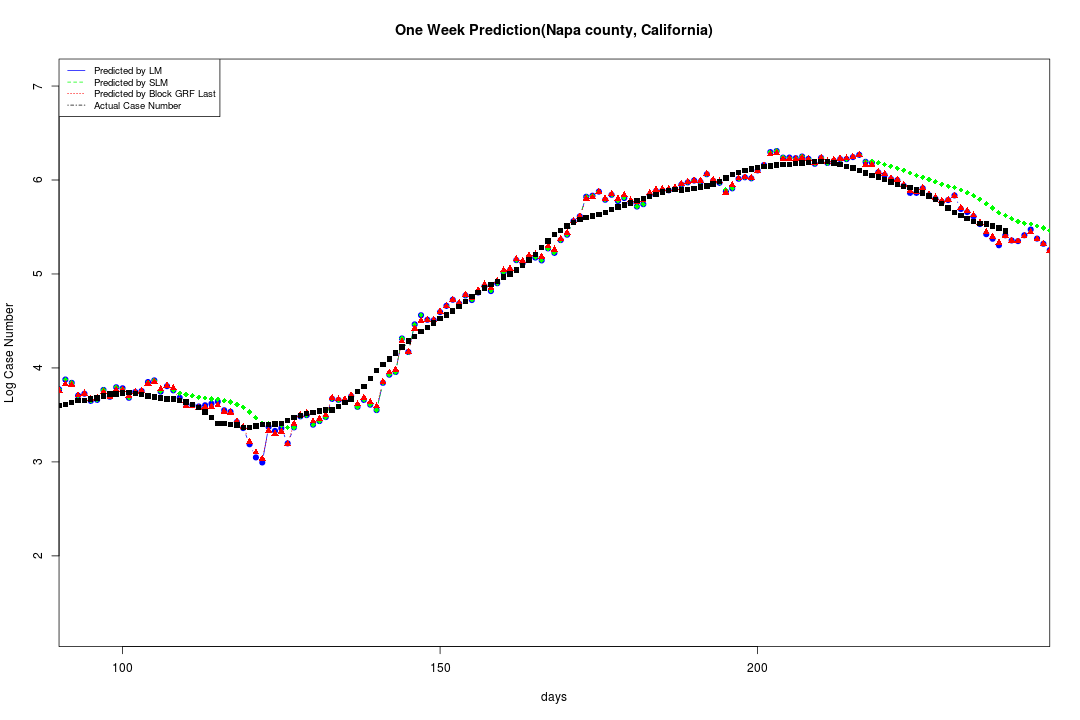 One Week Prediction(Napa county, California)
Predicted by LM
Predicted by SLM
Predicted by Block GRF Last
Actual Case Number
7
6
5
4
3
2
Log Case Number
100
150
200
days